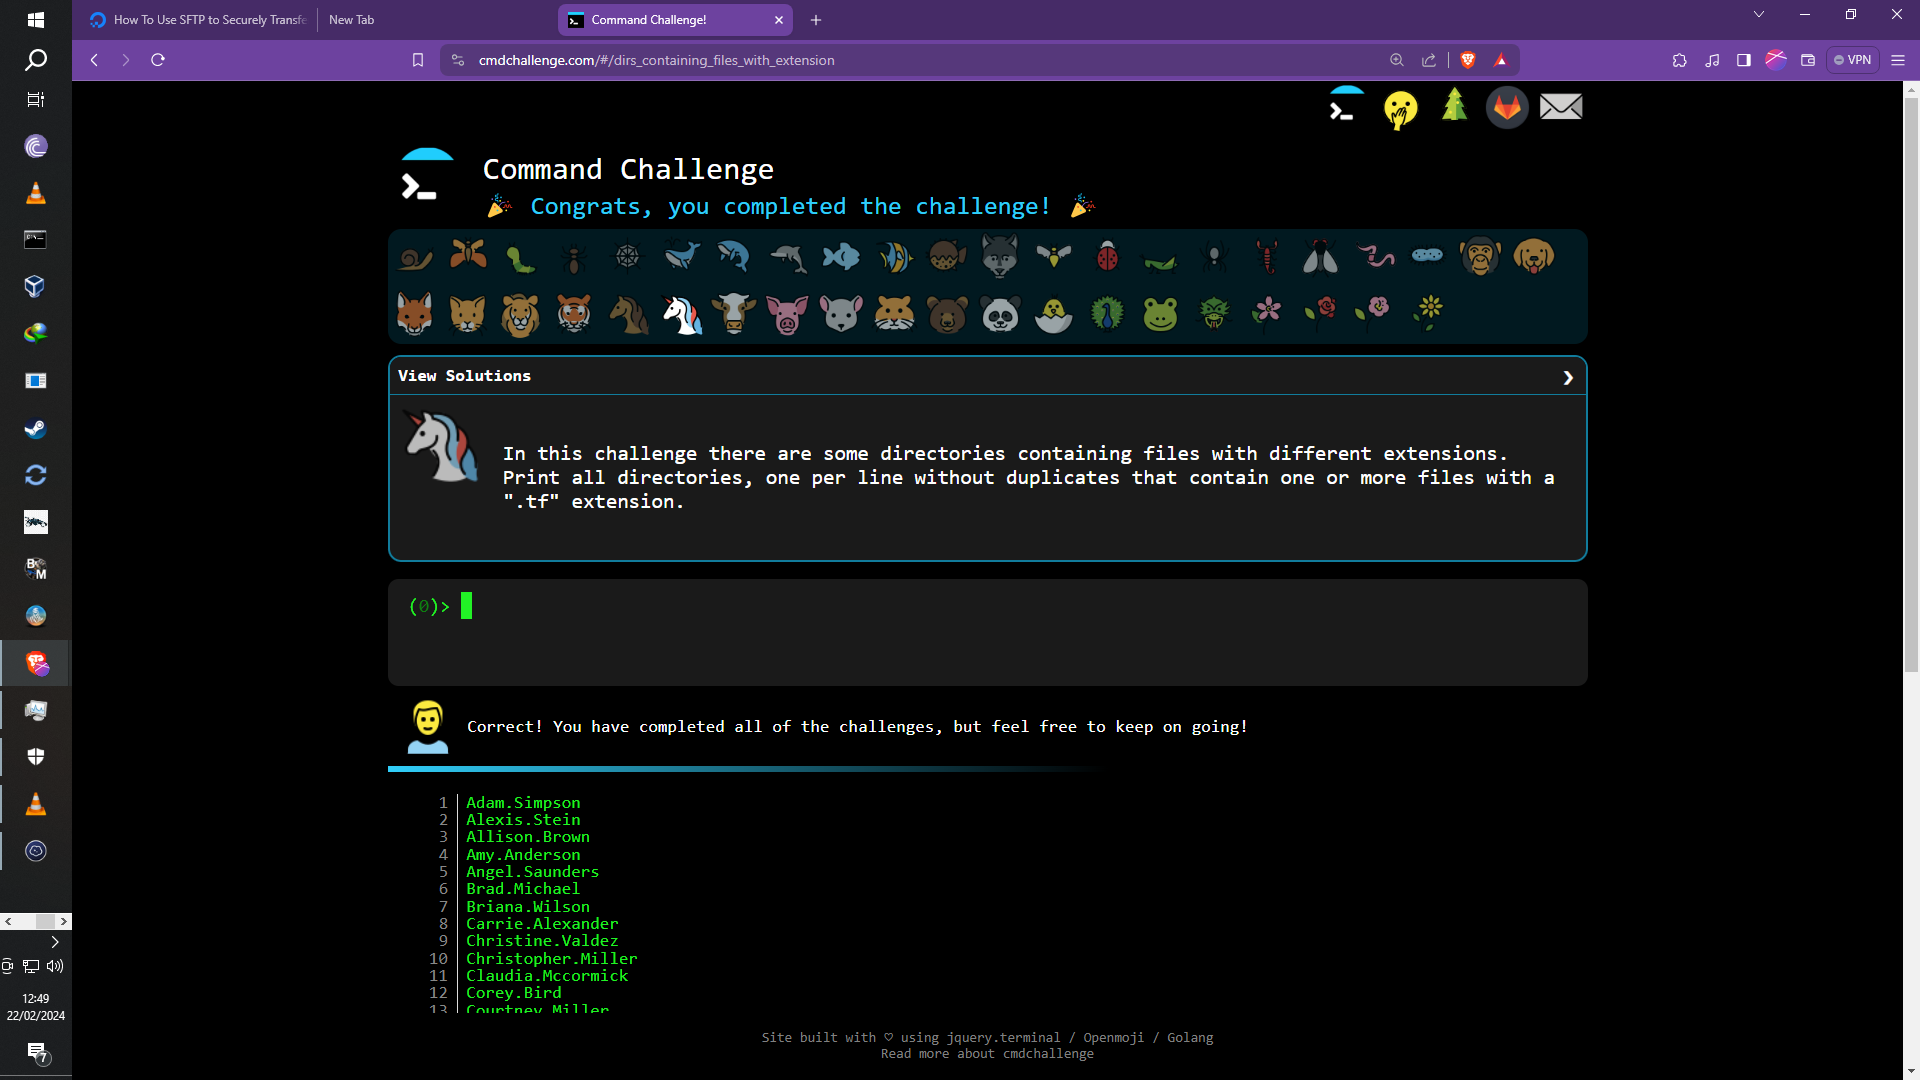 How To Use SFTP to Securely Transfe
New Tab
Command Challenge!
cmdchallenge.com/#/dirs_containing_files_with_extension
VPN
Command Challenge
🎉 Congrats, you completed the challenge! 🎉
View Solutions
In this challenge there are some directories containing files with different extensions.
Print all directories, one per line without duplicates that contain one or more files with a
".tf" extension.
(0)>
Correct! You have completed all of the challenges, but feel free to keep on going!
1 Adam.Simpson
2 Alexis.Stein
3 Allison.Brown
4 Amy.Anderson
5 Angel.Saunders
6 Brad.Michael
7 Briana.Wilson
8 Carrie.Alexander
9 Christine.Valdez
10 Christopher.Miller
11 Claudia.Mccormick
12 Corey.Bird
13 Courtney.Miller
Site built with ♡ using jquery.terminal / Openmoji / Golang
Read more about cmdchallenge
BM
12:49
22/02/2024
7